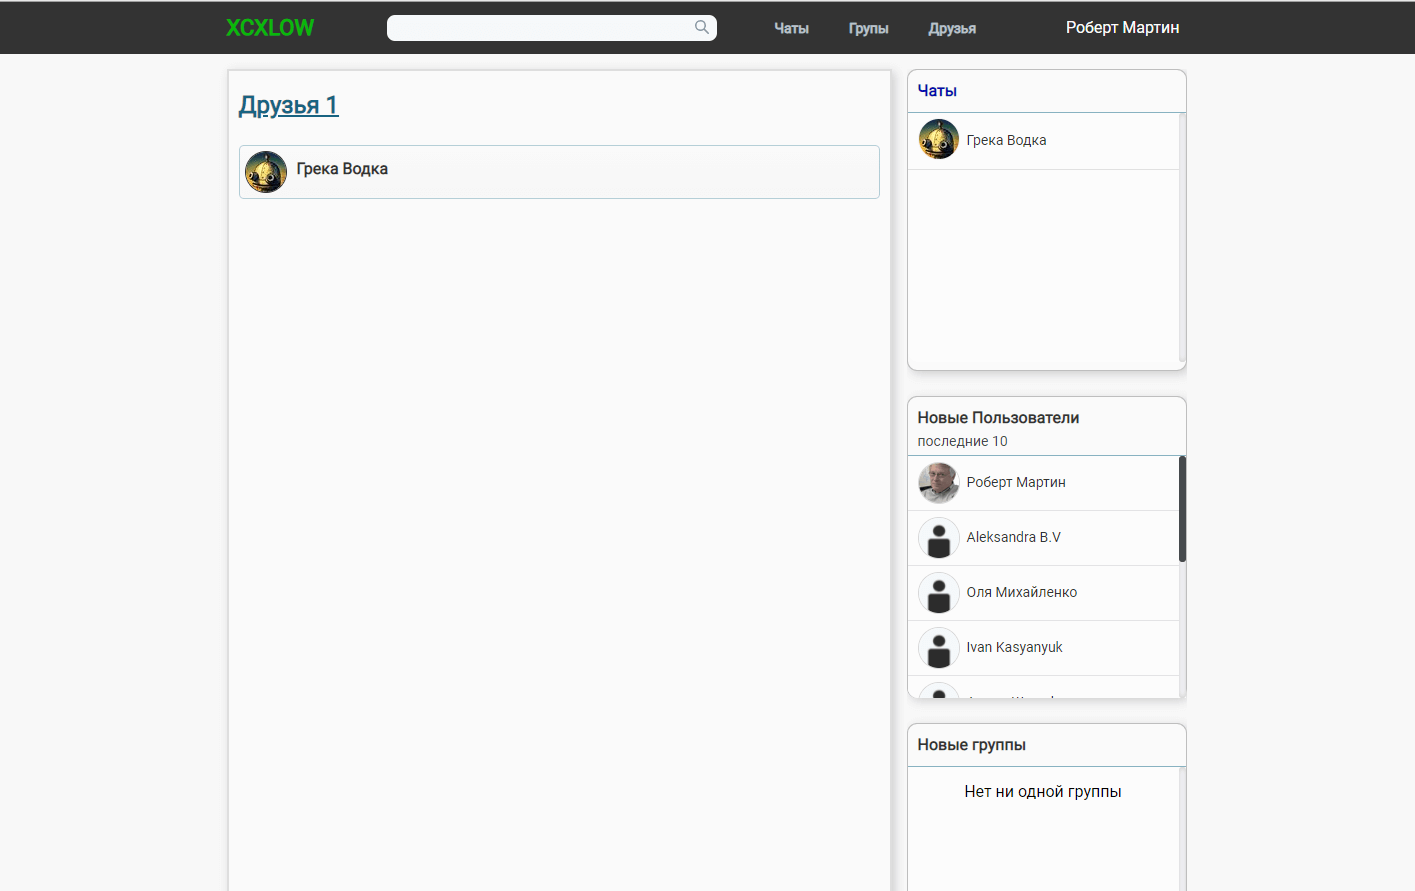 XCXLOW
Чаты
Групы
Друзья
Роберт Мартин
Друзья 1
Грека Водка
Чаты
Грека Водка
Новые Пользователи
последние 10
Роберт Мартин
Aleksandra B.V
Оля Михайленко
Ivan Kasyanyuk
Новые группы
Нет ни одной группы